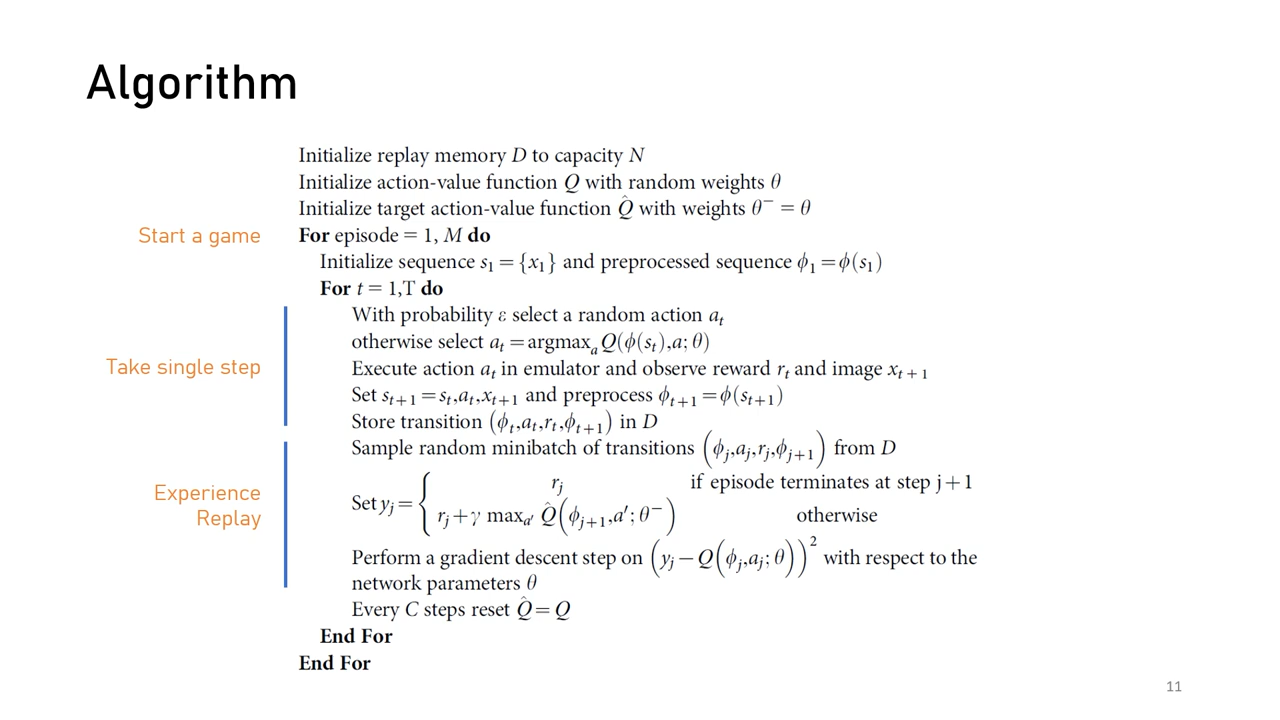 Algorithm
Initialize replay memory D to capacity N
Initialize action-value function Q with random weights θ
Initialize target action-value function Q̂ with weights θ⁻ = θ
Start a game
For episode = 1, M do
Initialize sequence s₁ = {x₁} and preprocessed sequence ϕ₁ = ϕ(s₁)
For t = 1,T do
With probability ε select a random action aₜ
otherwise select aₜ = argmaxₐ Q(ϕ(sₜ),a; θ)
Take single step
Execute action aₜ in emulator and observe reward rₜ and image xₜ₊₁
Set sₜ₊₁ = sₜ,aₜ,xₜ₊₁ and preprocess ϕₜ₊₁ = ϕ(sₜ₊₁)
Store transition (ϕₜ,aₜ,rₜ,ϕₜ₊₁) in D
Experience
Replay
Sample random minibatch of transitions (ϕⱼ,aⱼ,rⱼ,ϕⱼ₊₁) from D
Set yⱼ = { rⱼ if episode terminates at step j+1
rⱼ + γ maxₐ′ Q̂(ϕⱼ₊₁,a′; θ⁻) otherwise
Perform a gradient descent step on (yⱼ − Q(ϕⱼ,aⱼ; θ))² with respect to the
network parameters θ
Every C steps reset Q̂ = Q
End For
End For
11